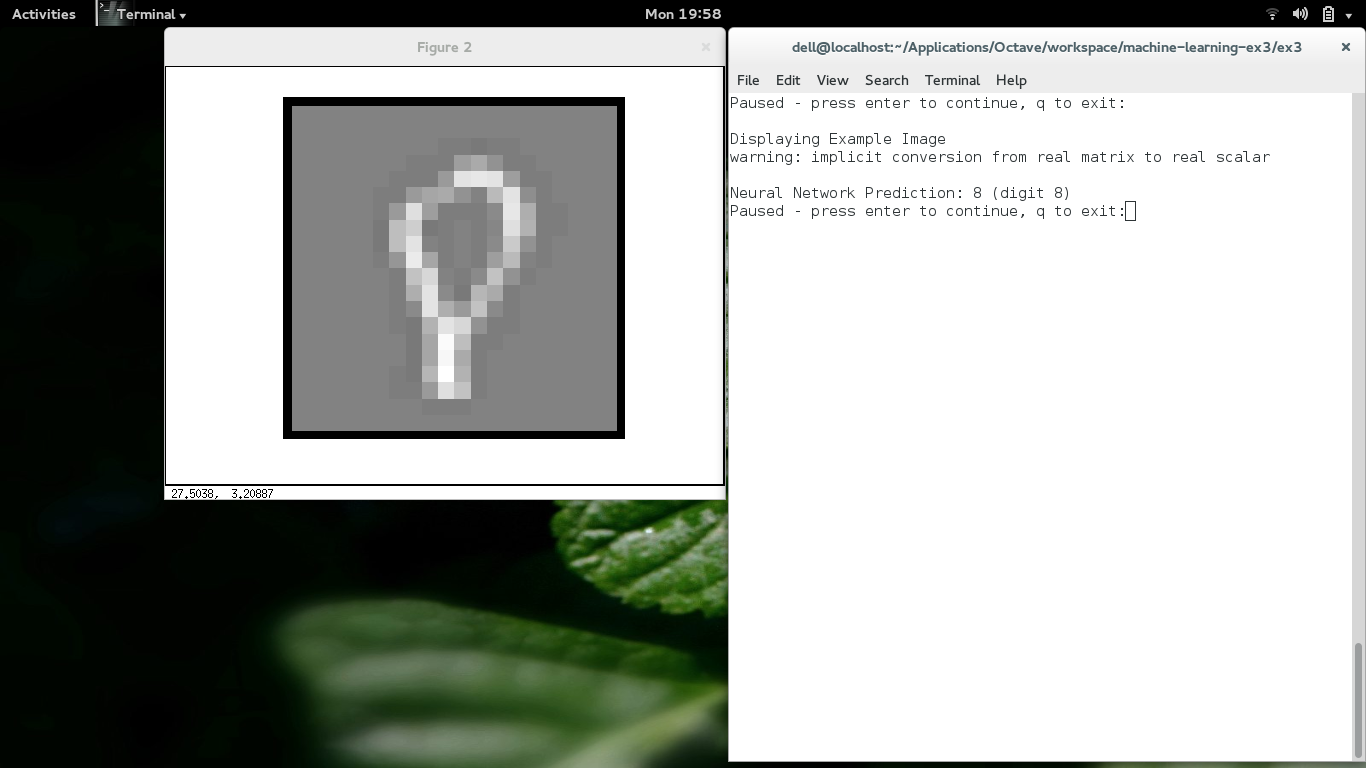 Activities
Terminal
Mon 19:58
Figure 2
27.5038, 3.20887
dell@localhost:~/Applications/Octave/workspace/machine-learning-ex3/ex3
File Edit View Search Terminal Help
Paused - press enter to continue, q to exit:
Displaying Example Image
warning: implicit conversion from real matrix to real scalar
Neural Network Prediction: 8 (digit 8)
Paused - press enter to continue, q to exit: